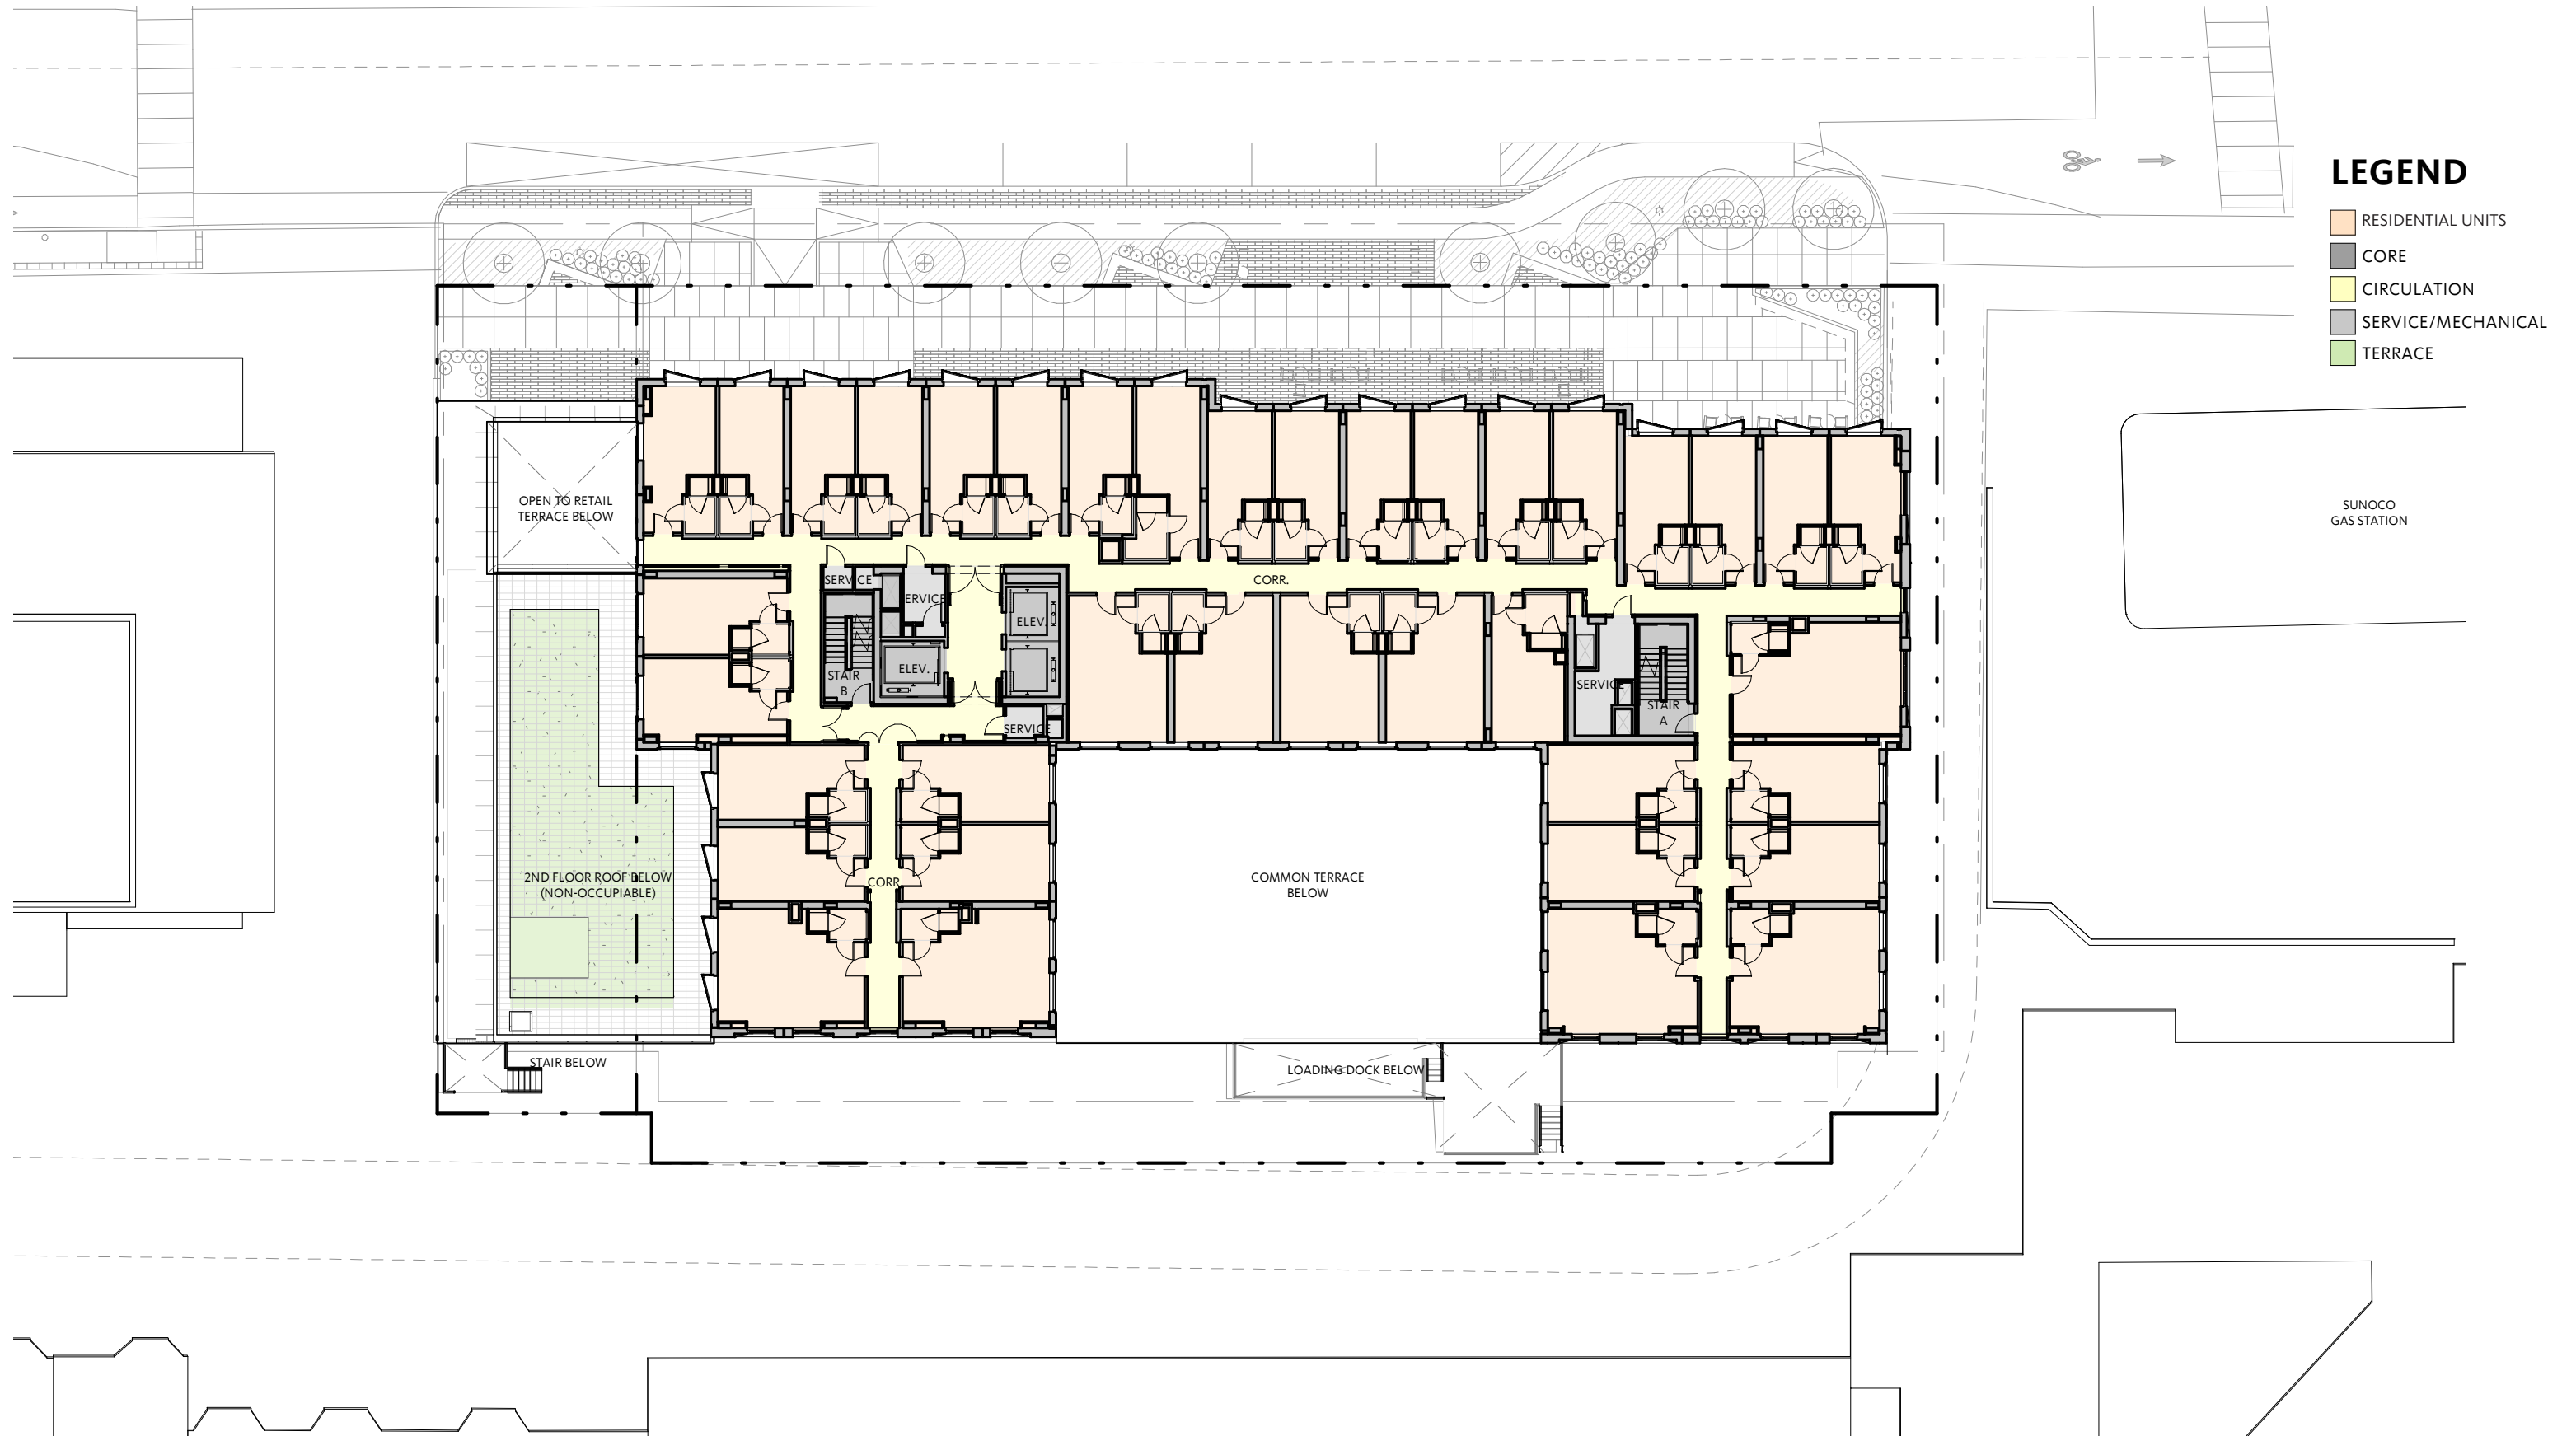 LEGEND
RESIDENTIAL UNITS
CORE
CIRCULATION
SERVICE/MECHANICAL
TERRACE
OPEN TO RETAIL
TERRACE BELOW
SUNOCO
GAS STATION
SERVICE
SERVICE
ELEV.
CORR.
ELEV.
STAIR
B
SERVICE
SERVICE
STAIR
A
2ND FLOOR ROOF BELOW
(NON-OCCUPIABLE)
CORR.
COMMON TERRACE
BELOW
STAIR BELOW
LOADING DOCK BELOW